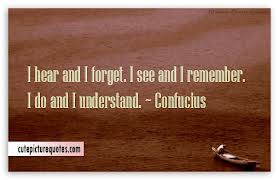 I hear and I forget. I see and I remember.
I do and I understand. ~ Confucius
cutepicturequotes.com